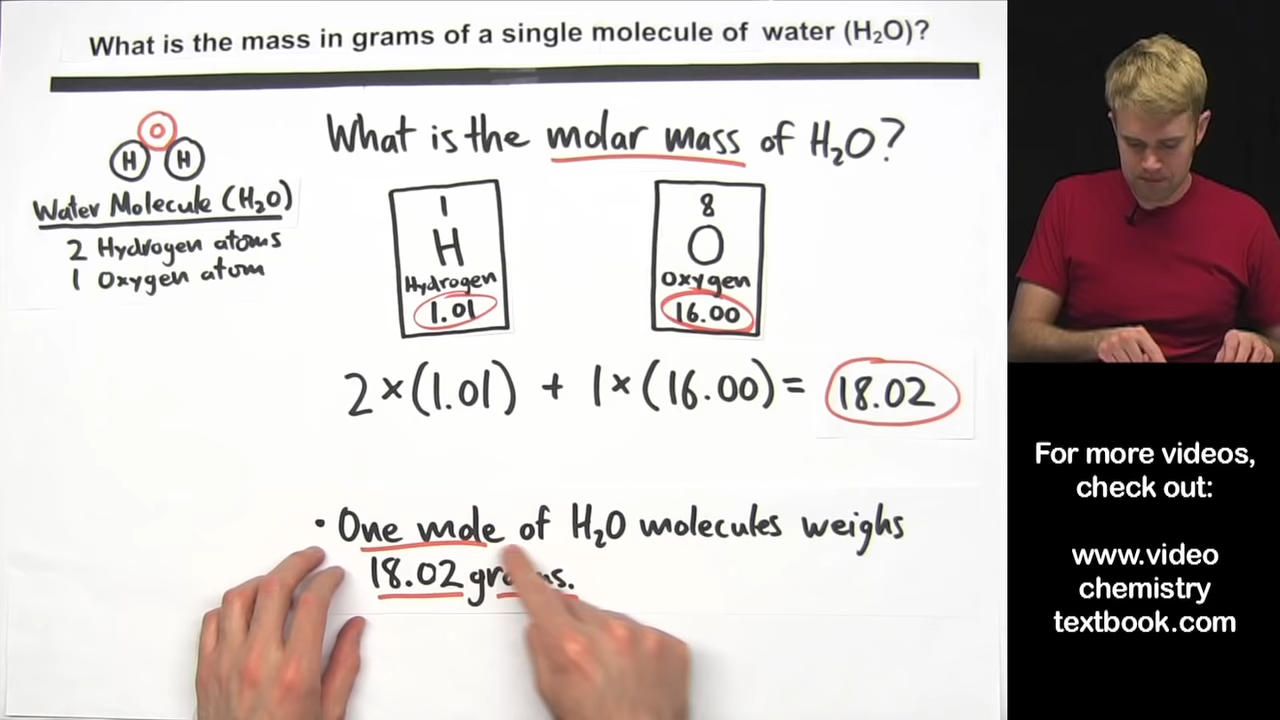 What is the mass in grams of a single molecule of water (H₂O)?
O
H H
Water Molecule (H₂O)
2 Hydrogen atoms
1 Oxygen atom
What is the molar mass of H₂O?
1
H
Hydrogen
1.01
8
O
Oxygen
16.00
2×(1.01) + 1×(16.00)= 18.02
• One mole of H₂O molecules weighs
18.02 grams.
For more videos,
check out:
www.video
chemistry
textbook.com